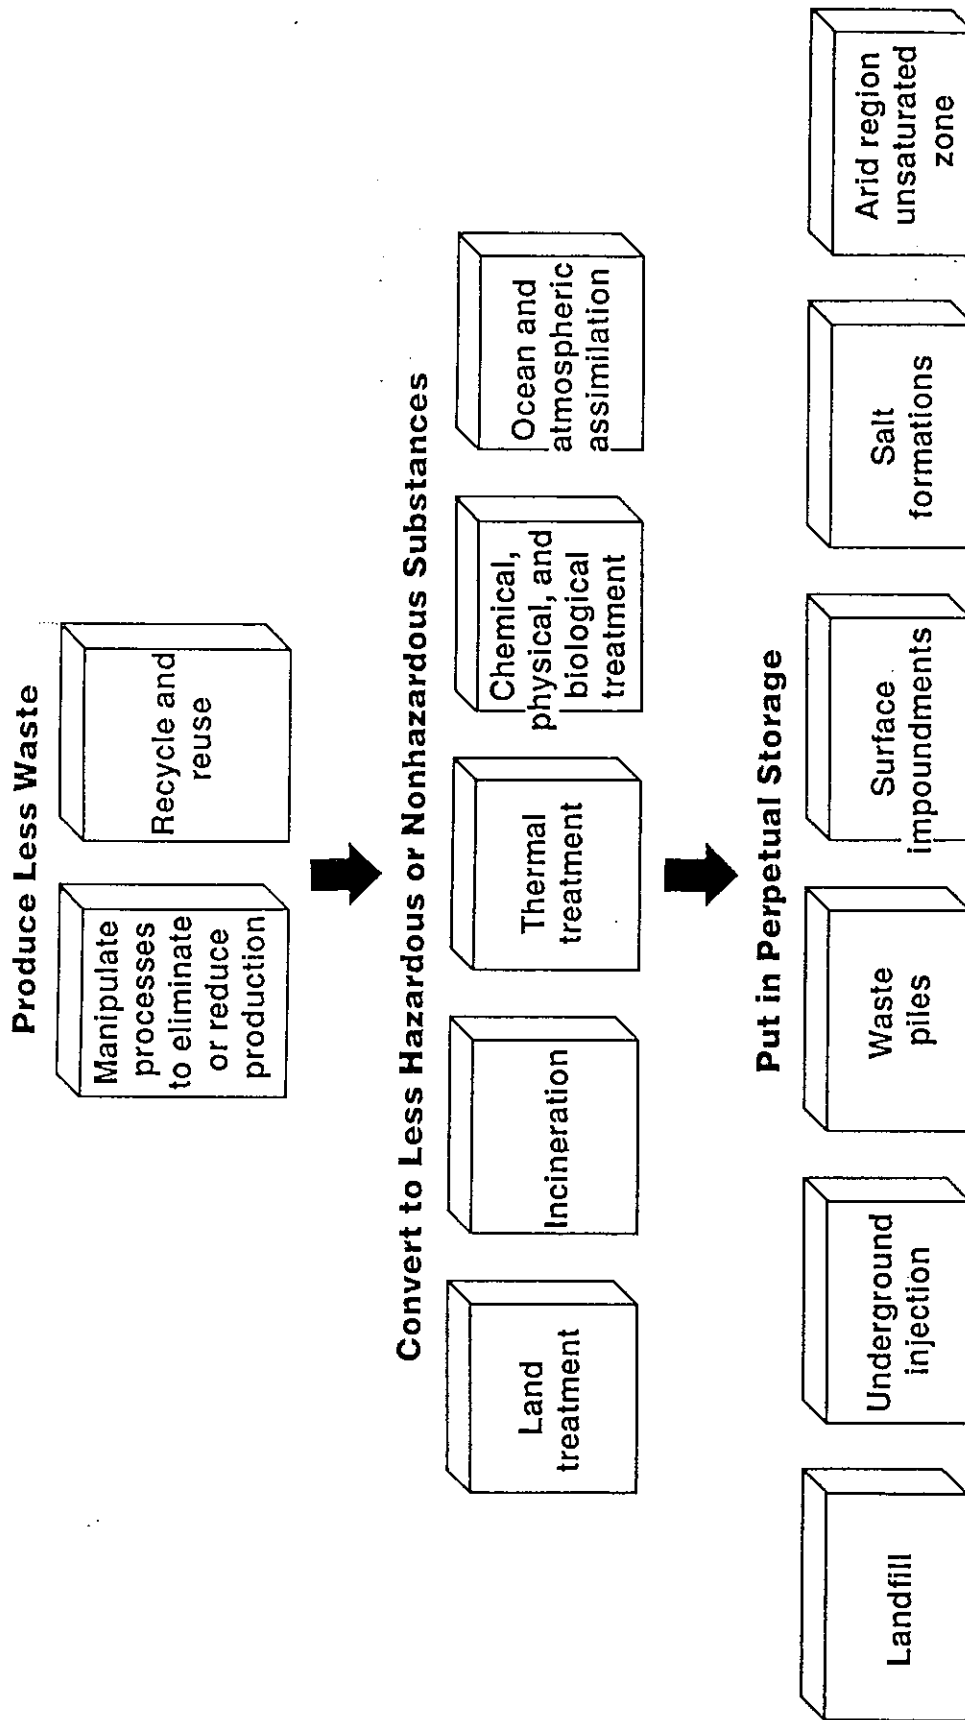 Produce Less Waste
Manipulate
processes
to eliminate
or reduce
production
Recycle and
reuse
Convert to Less Hazardous or Nonhazardous Substances
Land
treatment
Incineration
Thermal
treatment
Chemical,
physical, and
biological
treatment
Ocean and
atmospheric
assimilation
Put in Perpetual Storage
Landfill
Underground
injection
Waste
piles
Surface
impoundments
Salt
formations
Arid region
unsaturated
zone